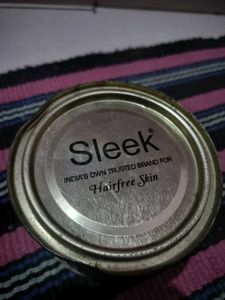 Sleek®
INDIA'S OWN TRUSTED BRAND FOR
Hairfree Skin